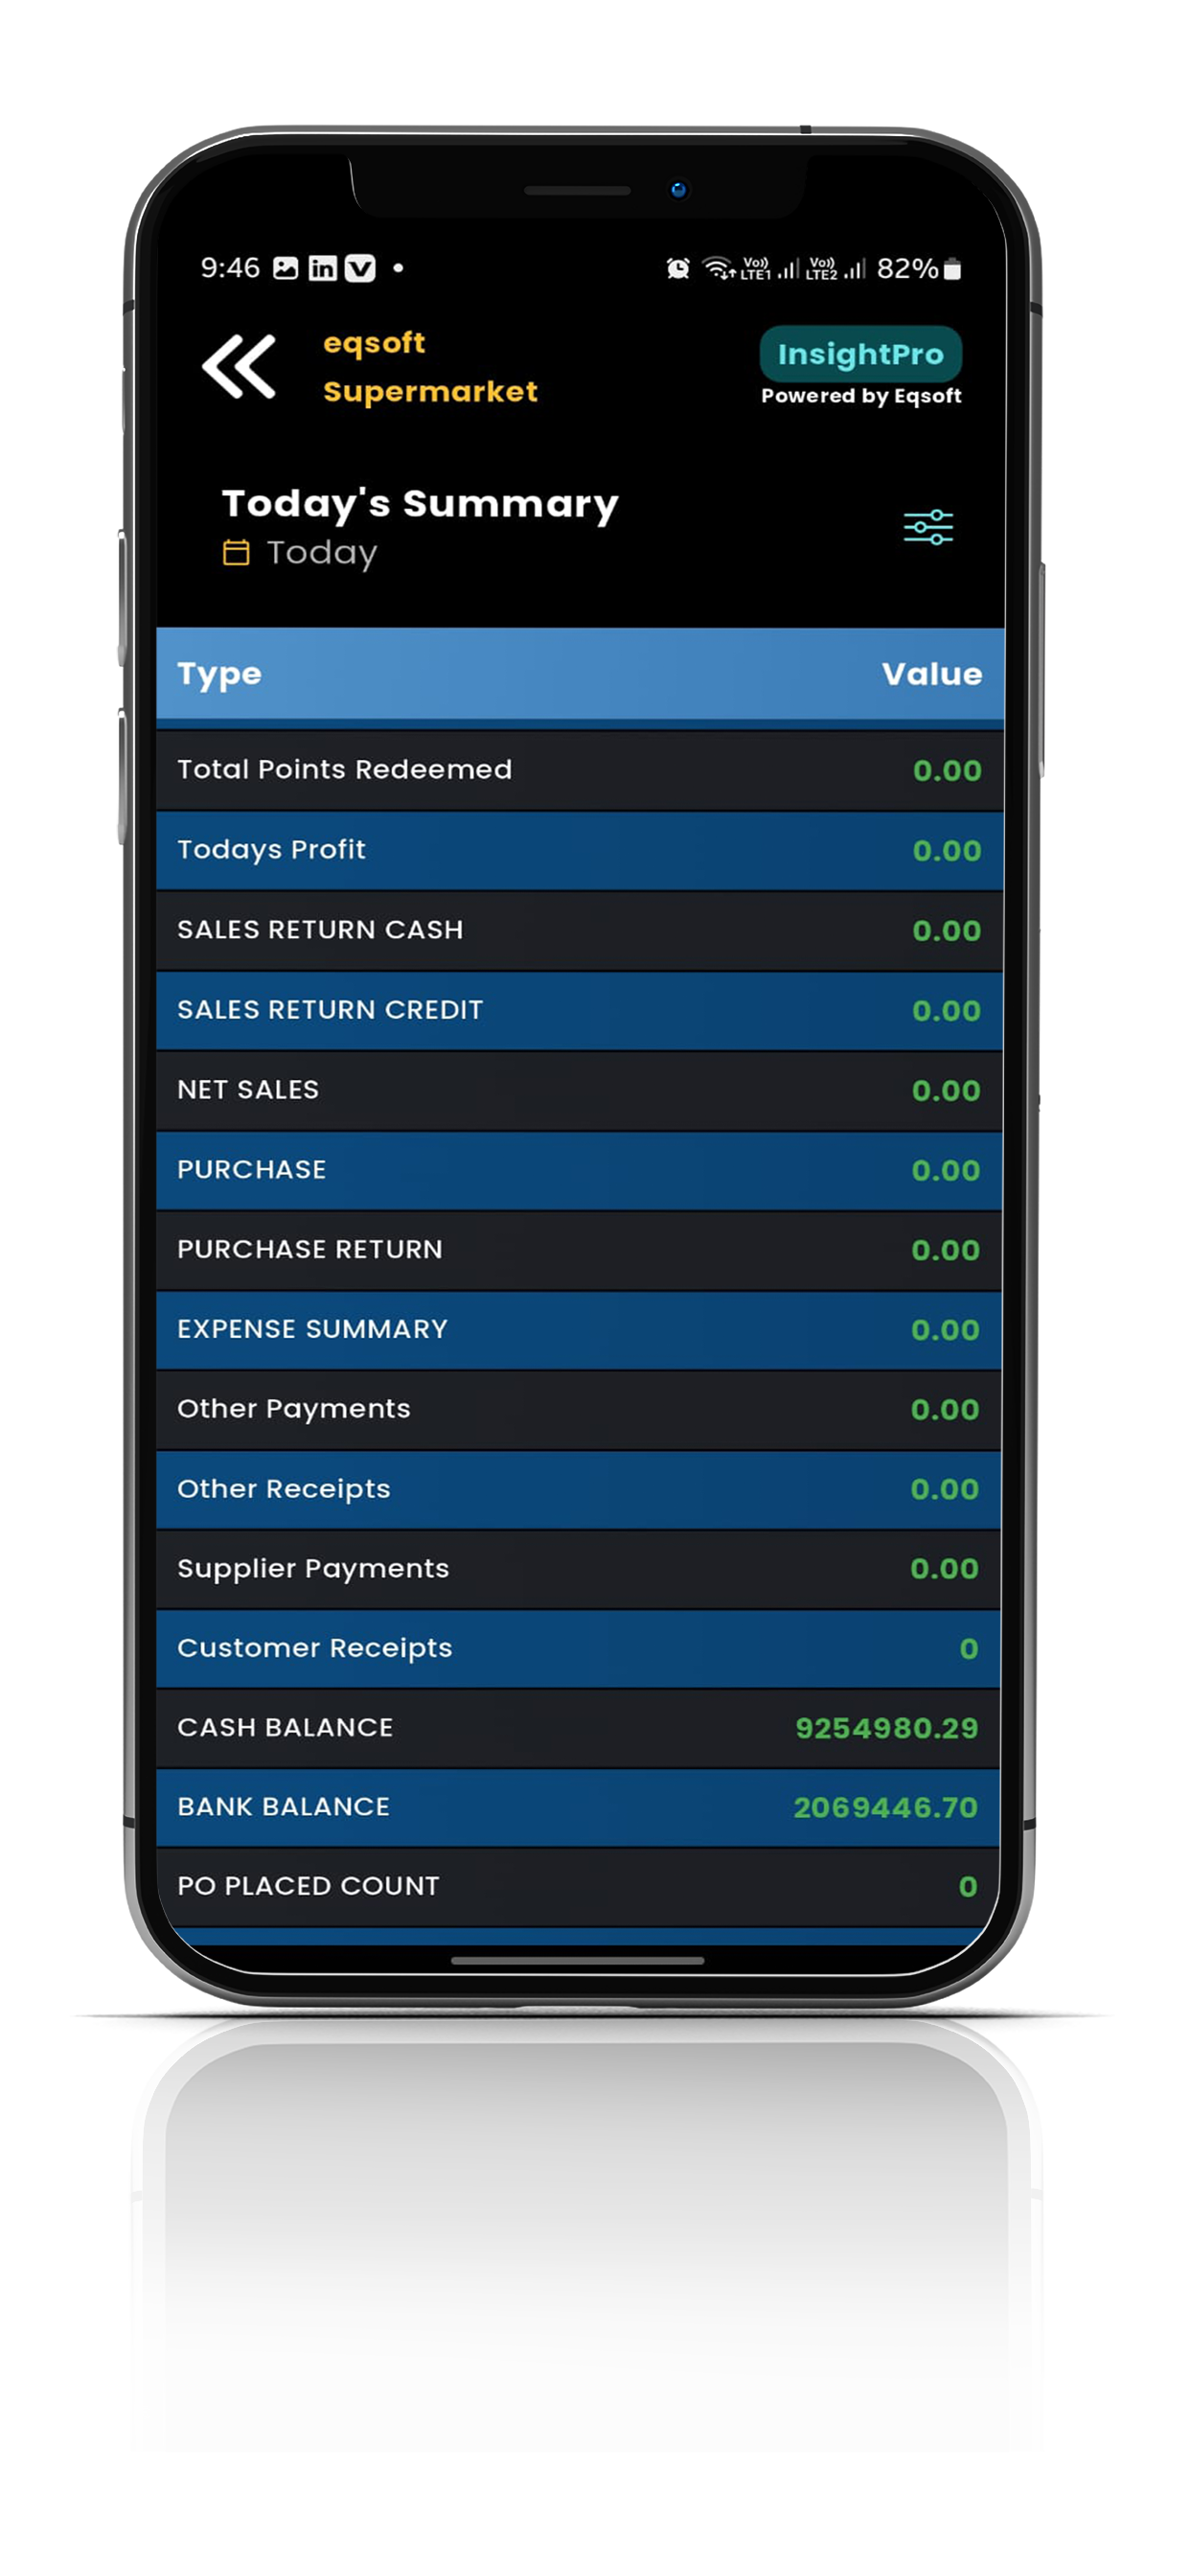 9:46 in V Vo) LTE1 Vo) LTE2 82%
eqsoft
Supermarket
InsightPro
Powered by Eqsoft
Today's Summary
Today
Type Value
Total Points Redeemed 0.00
Todays Profit 0.00
SALES RETURN CASH 0.00
SALES RETURN CREDIT 0.00
NET SALES 0.00
PURCHASE 0.00
PURCHASE RETURN 0.00
EXPENSE SUMMARY 0.00
Other Payments 0.00
Other Receipts 0.00
Supplier Payments 0.00
Customer Receipts 0
CASH BALANCE 9254980.29
BANK BALANCE 2069446.70
PO PLACED COUNT 0